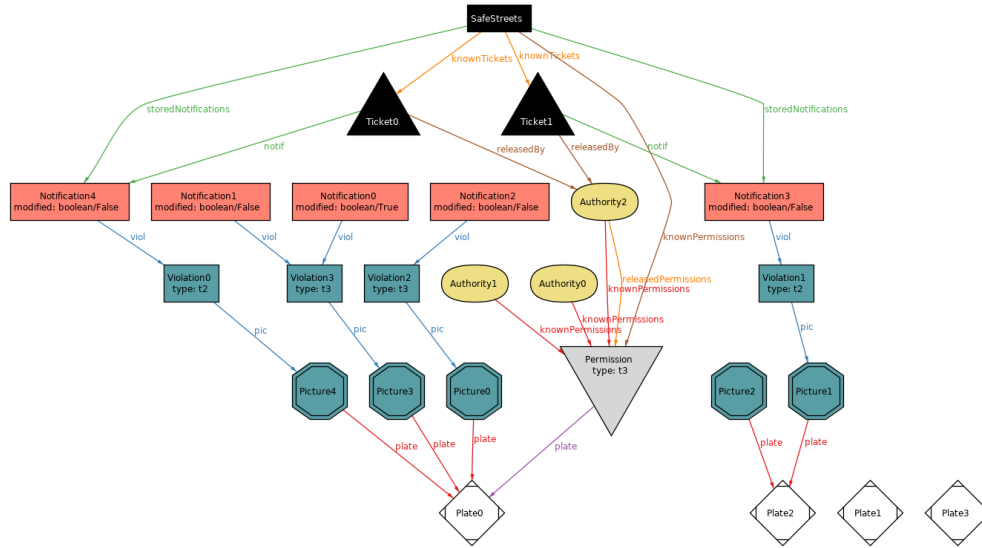 SafeStreets
knownTickets
knownTickets
storedNotifications
storedNotifications
Ticket0
Ticket1
notif
releasedBy
releasedBy
notif
Notification4
modified: boolean/False
Notification1
modified: boolean/False
Notification0
modified: boolean/True
Notification2
modified: boolean/False
Authority2
Notification3
modified: boolean/False
viol
viol
viol
viol
knownPermissions
viol
Violation0
type: t2
Violation3
type: t3
Violation2
type: t3
Authority1
Authority0
releasedPermissions
knownPermissions
Violation1
type: t2
pic
pic
pic
knownPermissions
knownPermissions
pic
Permission
type: t3
Picture4
Picture3
Picture0
Picture2
Picture1
plate
plate
plate
plate
plate
plate
Plate0
Plate2
Plate1
Plate3